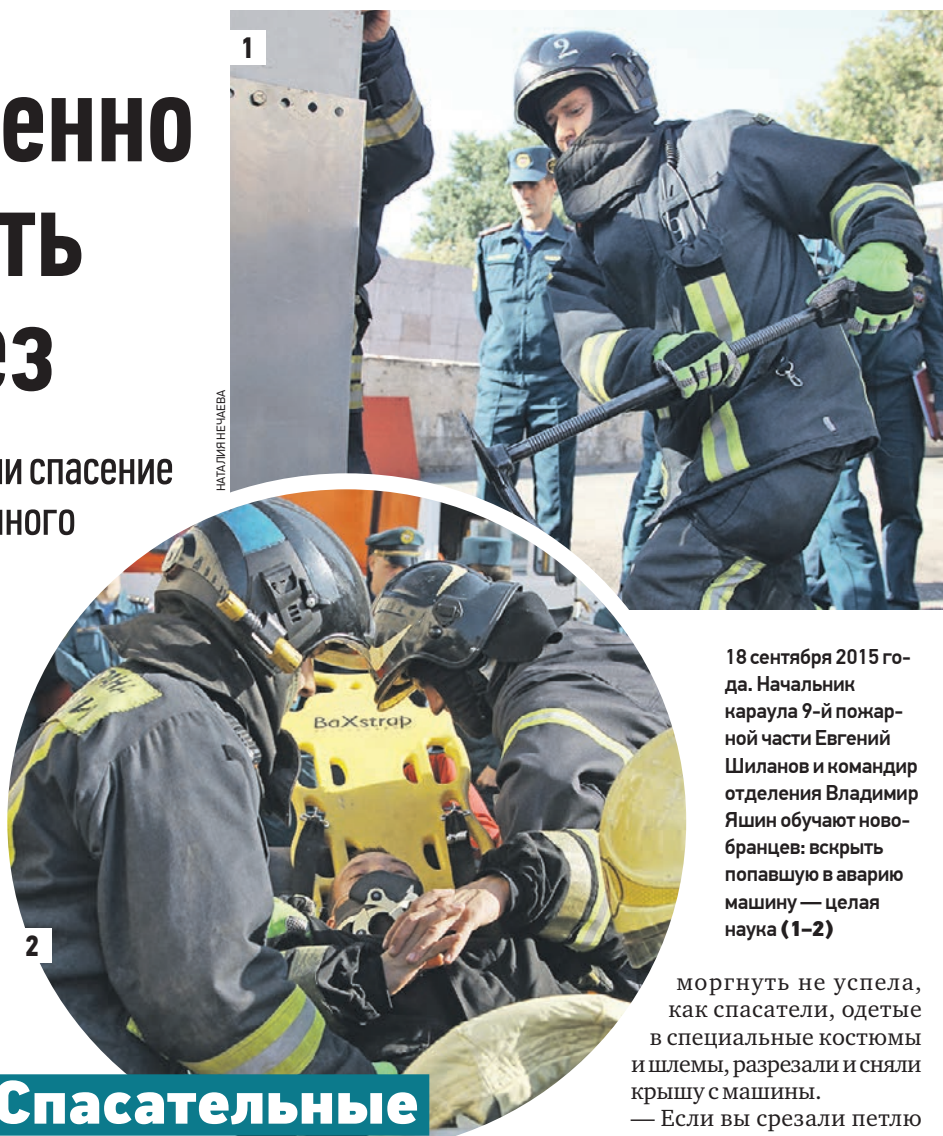 1
енно
ть
ез
ли спасение
нного
НАТАЛИЯ НЕЧАЕВА
2
BaXstrap
2
18 сентября 2015 го-
да. Начальник
караула 9-й пожар-
ной части Евгений
Шиланов и командир
отделения Владимир
Яшин обучают ново-
бранцев: вскрыть
попавшую в аварию
машину — целая
наука (1–2)
моргнуть не успела,
как спасатели, одетые
в специальные костюмы
и шлемы, разрезали и сняли
крышу с машины.
— Если вы срезали петлю
Спасательные